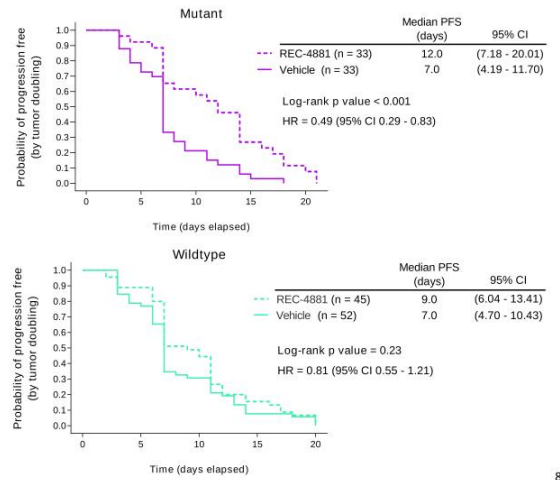 Mutant
Median PFS
(days)
95% CI
REC-4881 (n = 33)
12.0
(7.18 - 20.01)
Vehicle (n = 33)
7.0
(4.19 - 11.70)
Log-rank p value < 0.001
HR = 0.49 (95% CI 0.29 - 0.83)
Probability of progression free
(by tumor doubling)
1.0
0.9
0.8
0.7
0.6
0.5
0.4
0.3
0.2
0.1
0.0
0 5 10 15 20
Time (days elapsed)
Wildtype
Median PFS
(days)
95% CI
REC-4881 (n = 45)
9.0
(6.04 - 13.41)
Vehicle (n = 52)
7.0
(4.70 - 10.43)
Log-rank p value = 0.23
HR = 0.81 (95% CI 0.55 - 1.21)
Probability of progression free
(by tumor doubling)
1.0
0.9
0.8
0.7
0.6
0.5
0.4
0.3
0.2
0.1
0.0
0 5 10 15 20
Time (days elapsed)
8